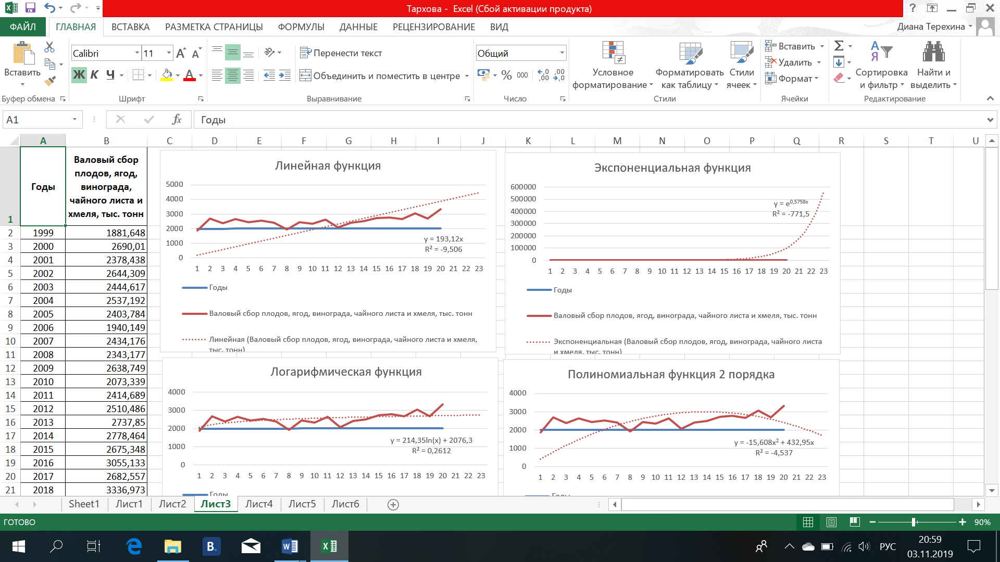 Тархова - Excel (Сбой активации продукта)
ФАЙЛ ГЛАВНАЯ ВСТАВКА РАЗМЕТКА СТРАНИЦЫ ФОРМУЛЫ ДАННЫЕ РЕЦЕНЗИРОВАНИЕ ВИД Диана Терехина
Вставить
Calibri 11
Ж К Ч
Перенести текст
Объединить и поместить в центре
Общий
% 000
Условное форматирование
Форматировать как таблицу
Стили ячеек
Вставить
Удалить
Формат
Сортировка и фильтр
Найти и выделить
Буфер обмена Шрифт Выравнивание Число Стили Ячейки Редактирование
A1 fx Годы
A B C D E F G H I J K L M N O P Q R S T U
1 Годы Валовый сбор плодов, ягод, винограда, чайного листа и хмеля, тыс. тонн
2 1999 1881,648
3 2000 2690,01
4 2001 2378,438
5 2002 2644,309
6 2003 2444,617
7 2004 2537,192
8 2005 2403,784
9 2006 1940,149
10 2007 2434,176
11 2008 2343,177
12 2009 2638,749
13 2010 2073,339
14 2011 2414,689
15 2012 2510,486
16 2013 2737,85
17 2014 2778,464
18 2015 2675,348
19 2016 3055,133
20 2017 2682,557
21 2018 3336,973
Линейная функция
5000
4000
3000
2000
1000
0
y = 193,12x
R² = -9,506
1 2 3 4 5 6 7 8 9 10 11 12 13 14 15 16 17 18 19 20 21 22 23
Годы
Валовый сбор плодов, ягод, винограда, чайного листа и хмеля, тыс. тонн
Линейная (Валовый сбор плодов, ягод, винограда, чайного листа и хмеля,
тыс. тонн)
Экспоненциальная функция
600000
500000
400000
300000
200000
100000
0
y = e^0,5758x
R² = -771,5
1 2 3 4 5 6 7 8 9 10 11 12 13 14 15 16 17 18 19 20 21 22 23
Годы
Валовый сбор плодов, ягод, винограда, чайного листа и хмеля, тыс. тонн
Экспоненциальная (Валовый сбор плодов, ягод, винограда, чайного листа
и хмеля, тыс. тонн)
Логарифмическая функция
4000
3000
2000
1000
0
y = 214,35ln(x) + 2076,3
R² = 0,2612
1 2 3 4 5 6 7 8 9 10 11 12 13 14 15 16 17 18 19 20 21 22 23
Годы
Полиномиальная функция 2 порядка
4000
3000
2000
1000
0
y = -15,608x² + 432,95x
R² = -4,537
1 2 3 4 5 6 7 8 9 10 11 12 13 14 15 16 17 18 19 20 21 22 23
Годы
Sheet1 Лист1 Лист2 Лист3 Лист4 Лист5 Лист6
ГОТОВО 90%
B.
РУС
20:59
03.11.2019